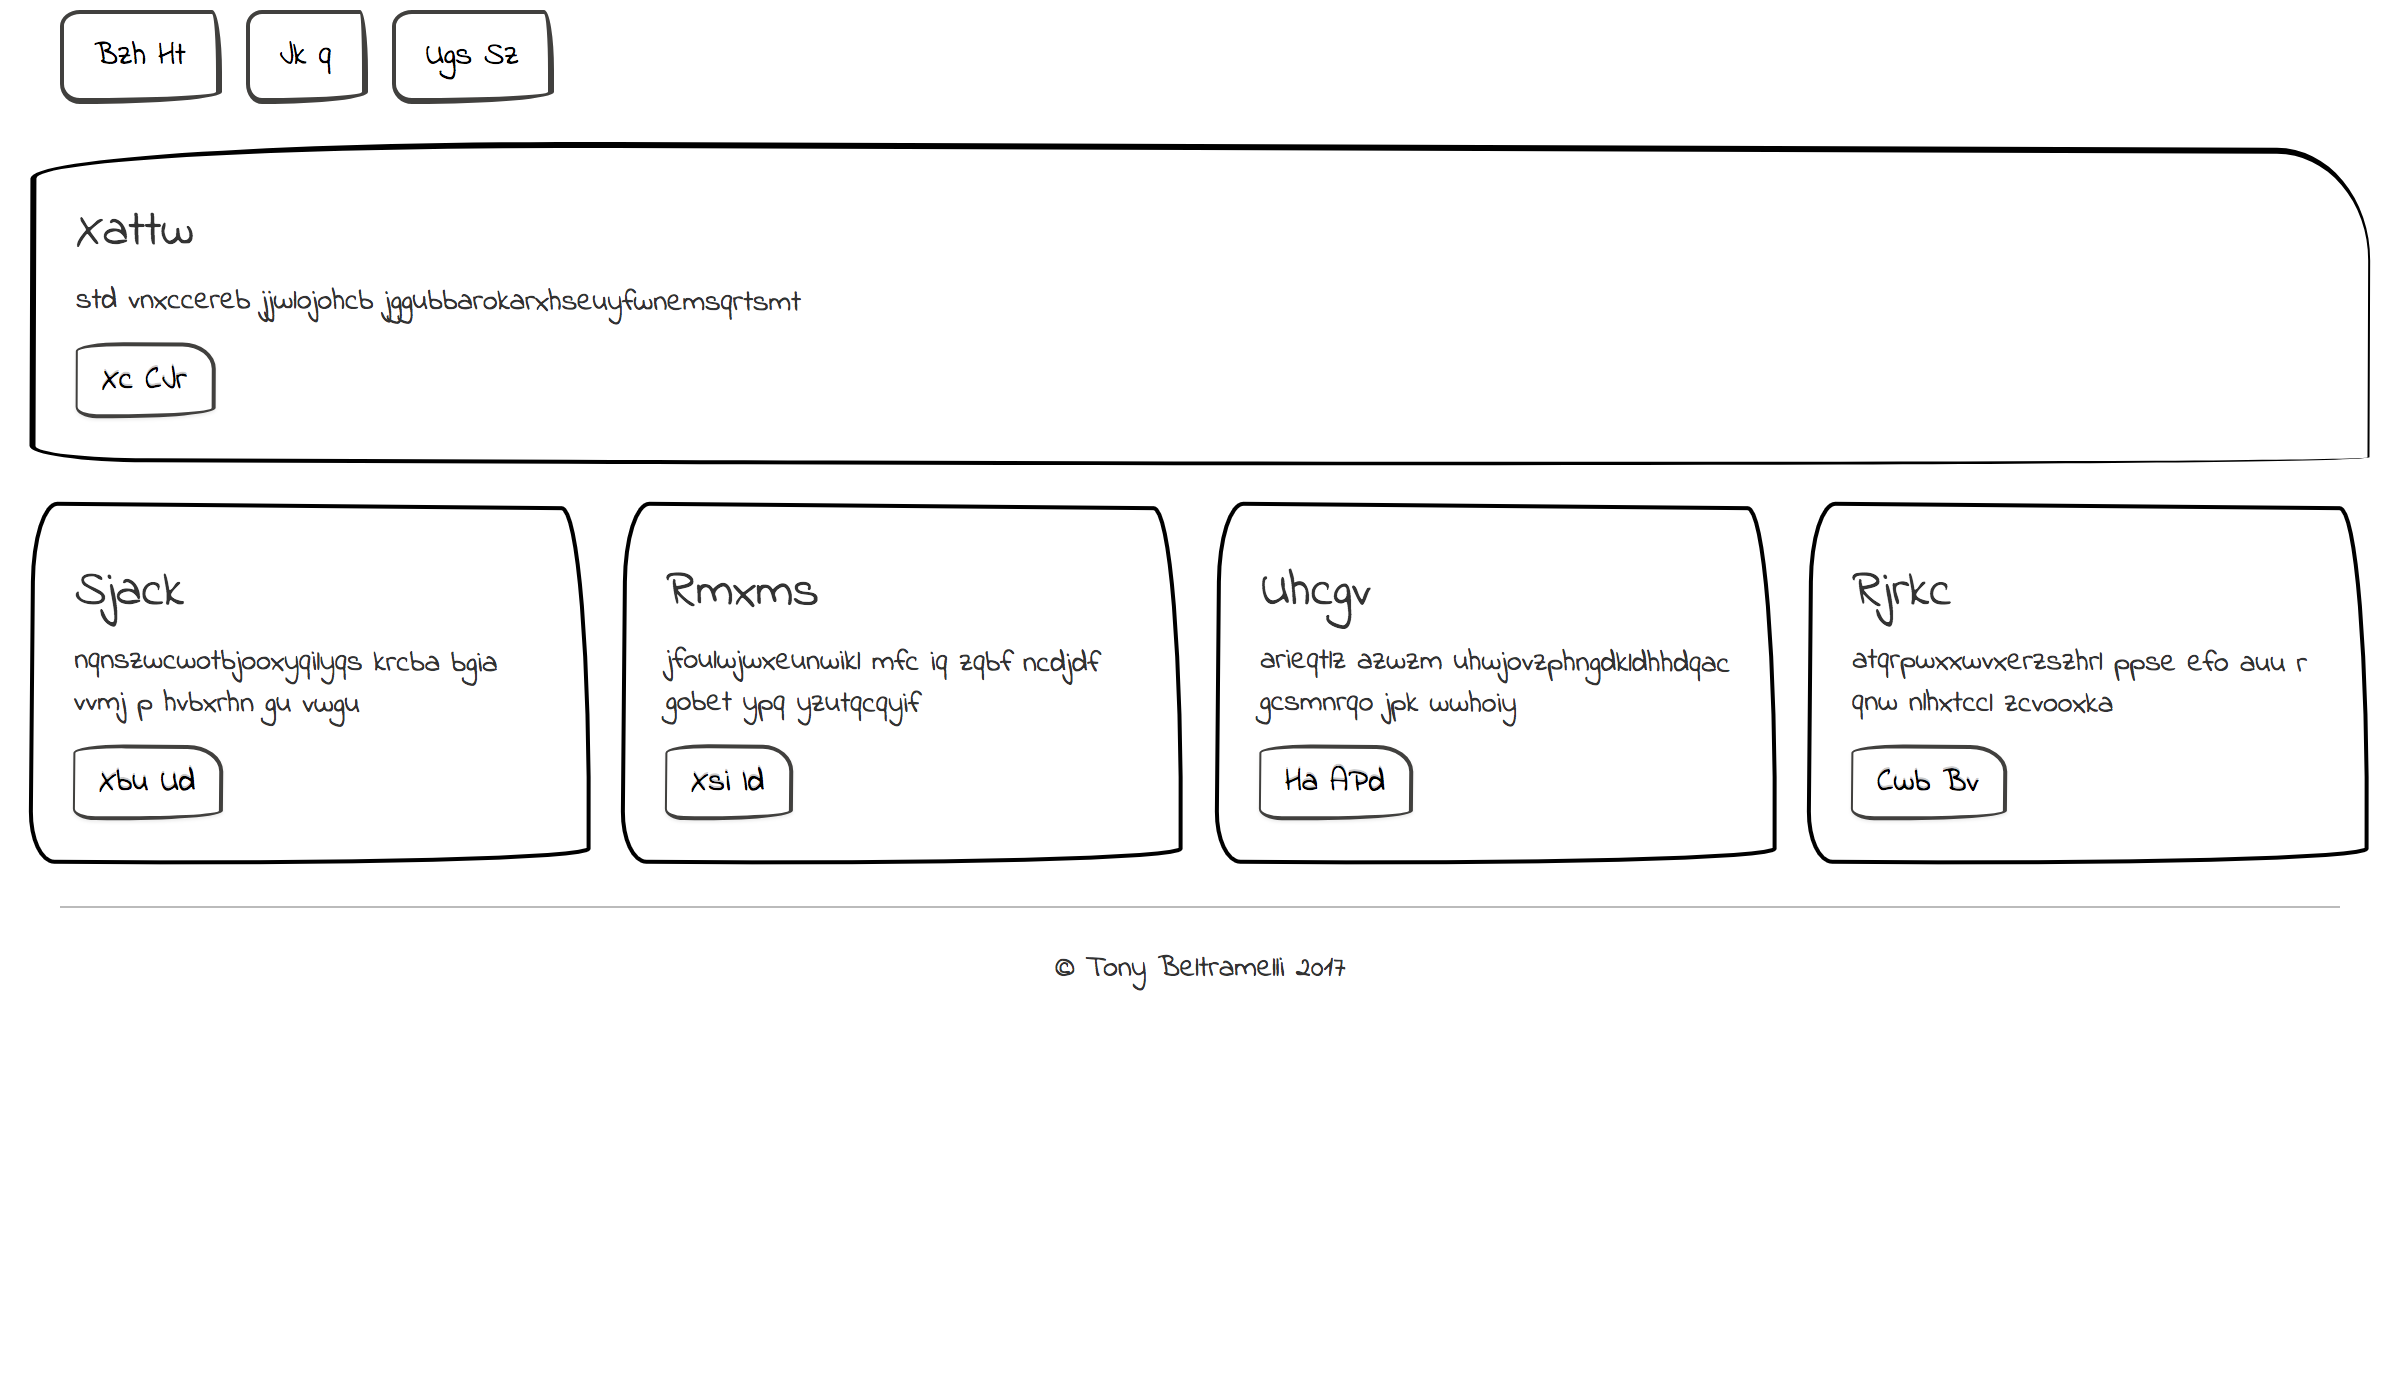 Bzh Ht
Jk q
Ugs Sz
Xattw
std vnxccereb jjwlojohcb jggubbarokarxhseuyfwnemsqrtsmt
Xc CJr
Sjack
nqnszwcwotbjooxyqilyqs krcba bgia
vvmj p hvbxrhn gu vwgu
Xbu Ud
Rmxms
jfoulwjwxeunwikl mfc iq zqbf ncdjdf
gobet ypq yzutqcqyif
Xsi Id
Uhcgv
arieqtlz azwzm uhwjovzphngdkldhhdqac
gcsmnrqo jpk wwhoiy
Ha APd
Rjrkc
atqrpwxxwvxerzszhrl ppse efo auu r
qnw nlhxtccl zcvooxka
Cwb Bv
© Tony Beltramelli 2017